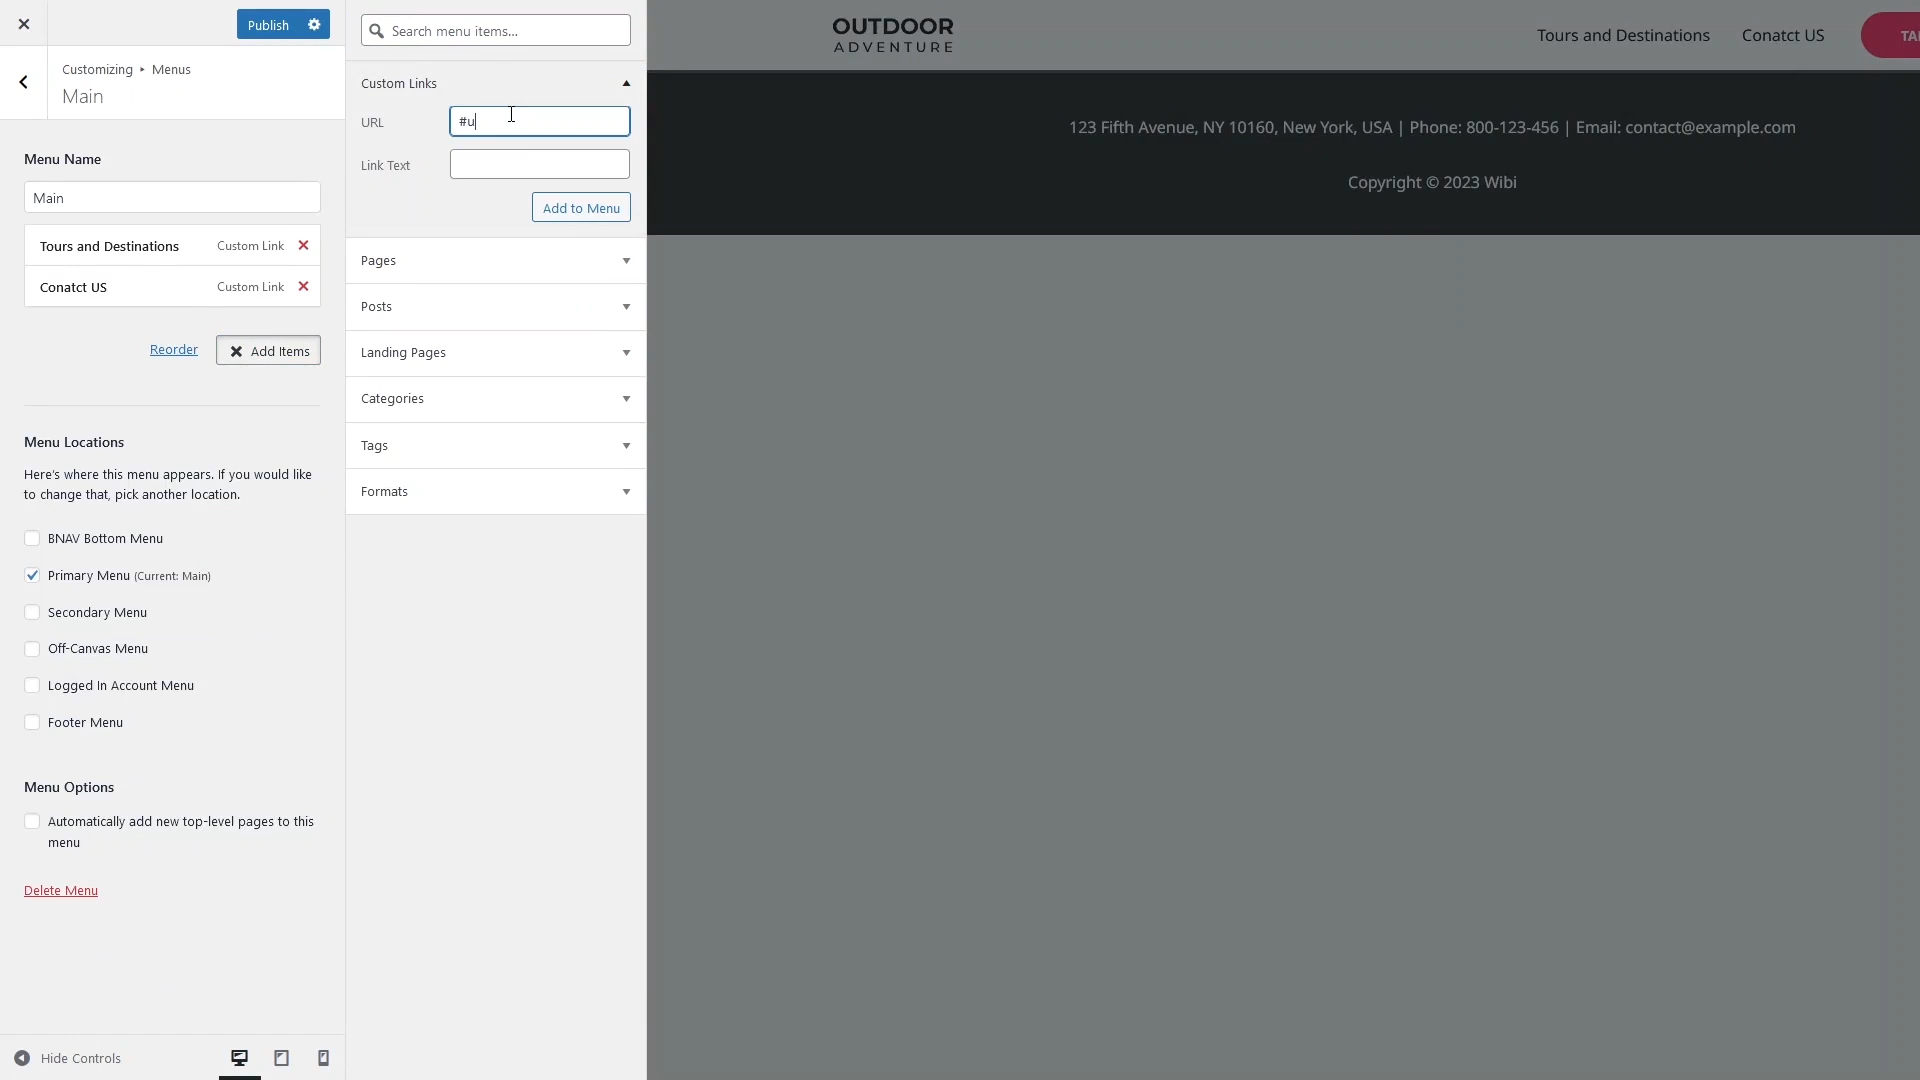 Publish
Customizing ▸ Menus
Main
Menu Name
Main
Tours and Destinations Custom Link
Conatct US Custom Link
Reorder
Add Items
Menu Locations
Here's where this menu appears. If you would like
to change that, pick another location.
BNAV Bottom Menu
Primary Menu (Current: Main)
Secondary Menu
Off-Canvas Menu
Logged In Account Menu
Footer Menu
Menu Options
Automatically add new top-level pages to this
menu
Delete Menu
Hide Controls
Search menu items...
Custom Links
URL #u
Link Text
Add to Menu
Pages
Posts
Landing Pages
Categories
Tags
Formats
OUTDOOR
ADVENTURE
Tours and Destinations Conatct US
123 Fifth Avenue, NY 10160, New York, USA | Phone: 800-123-456 | Email: contact@example.com
Copyright © 2023 Wibi